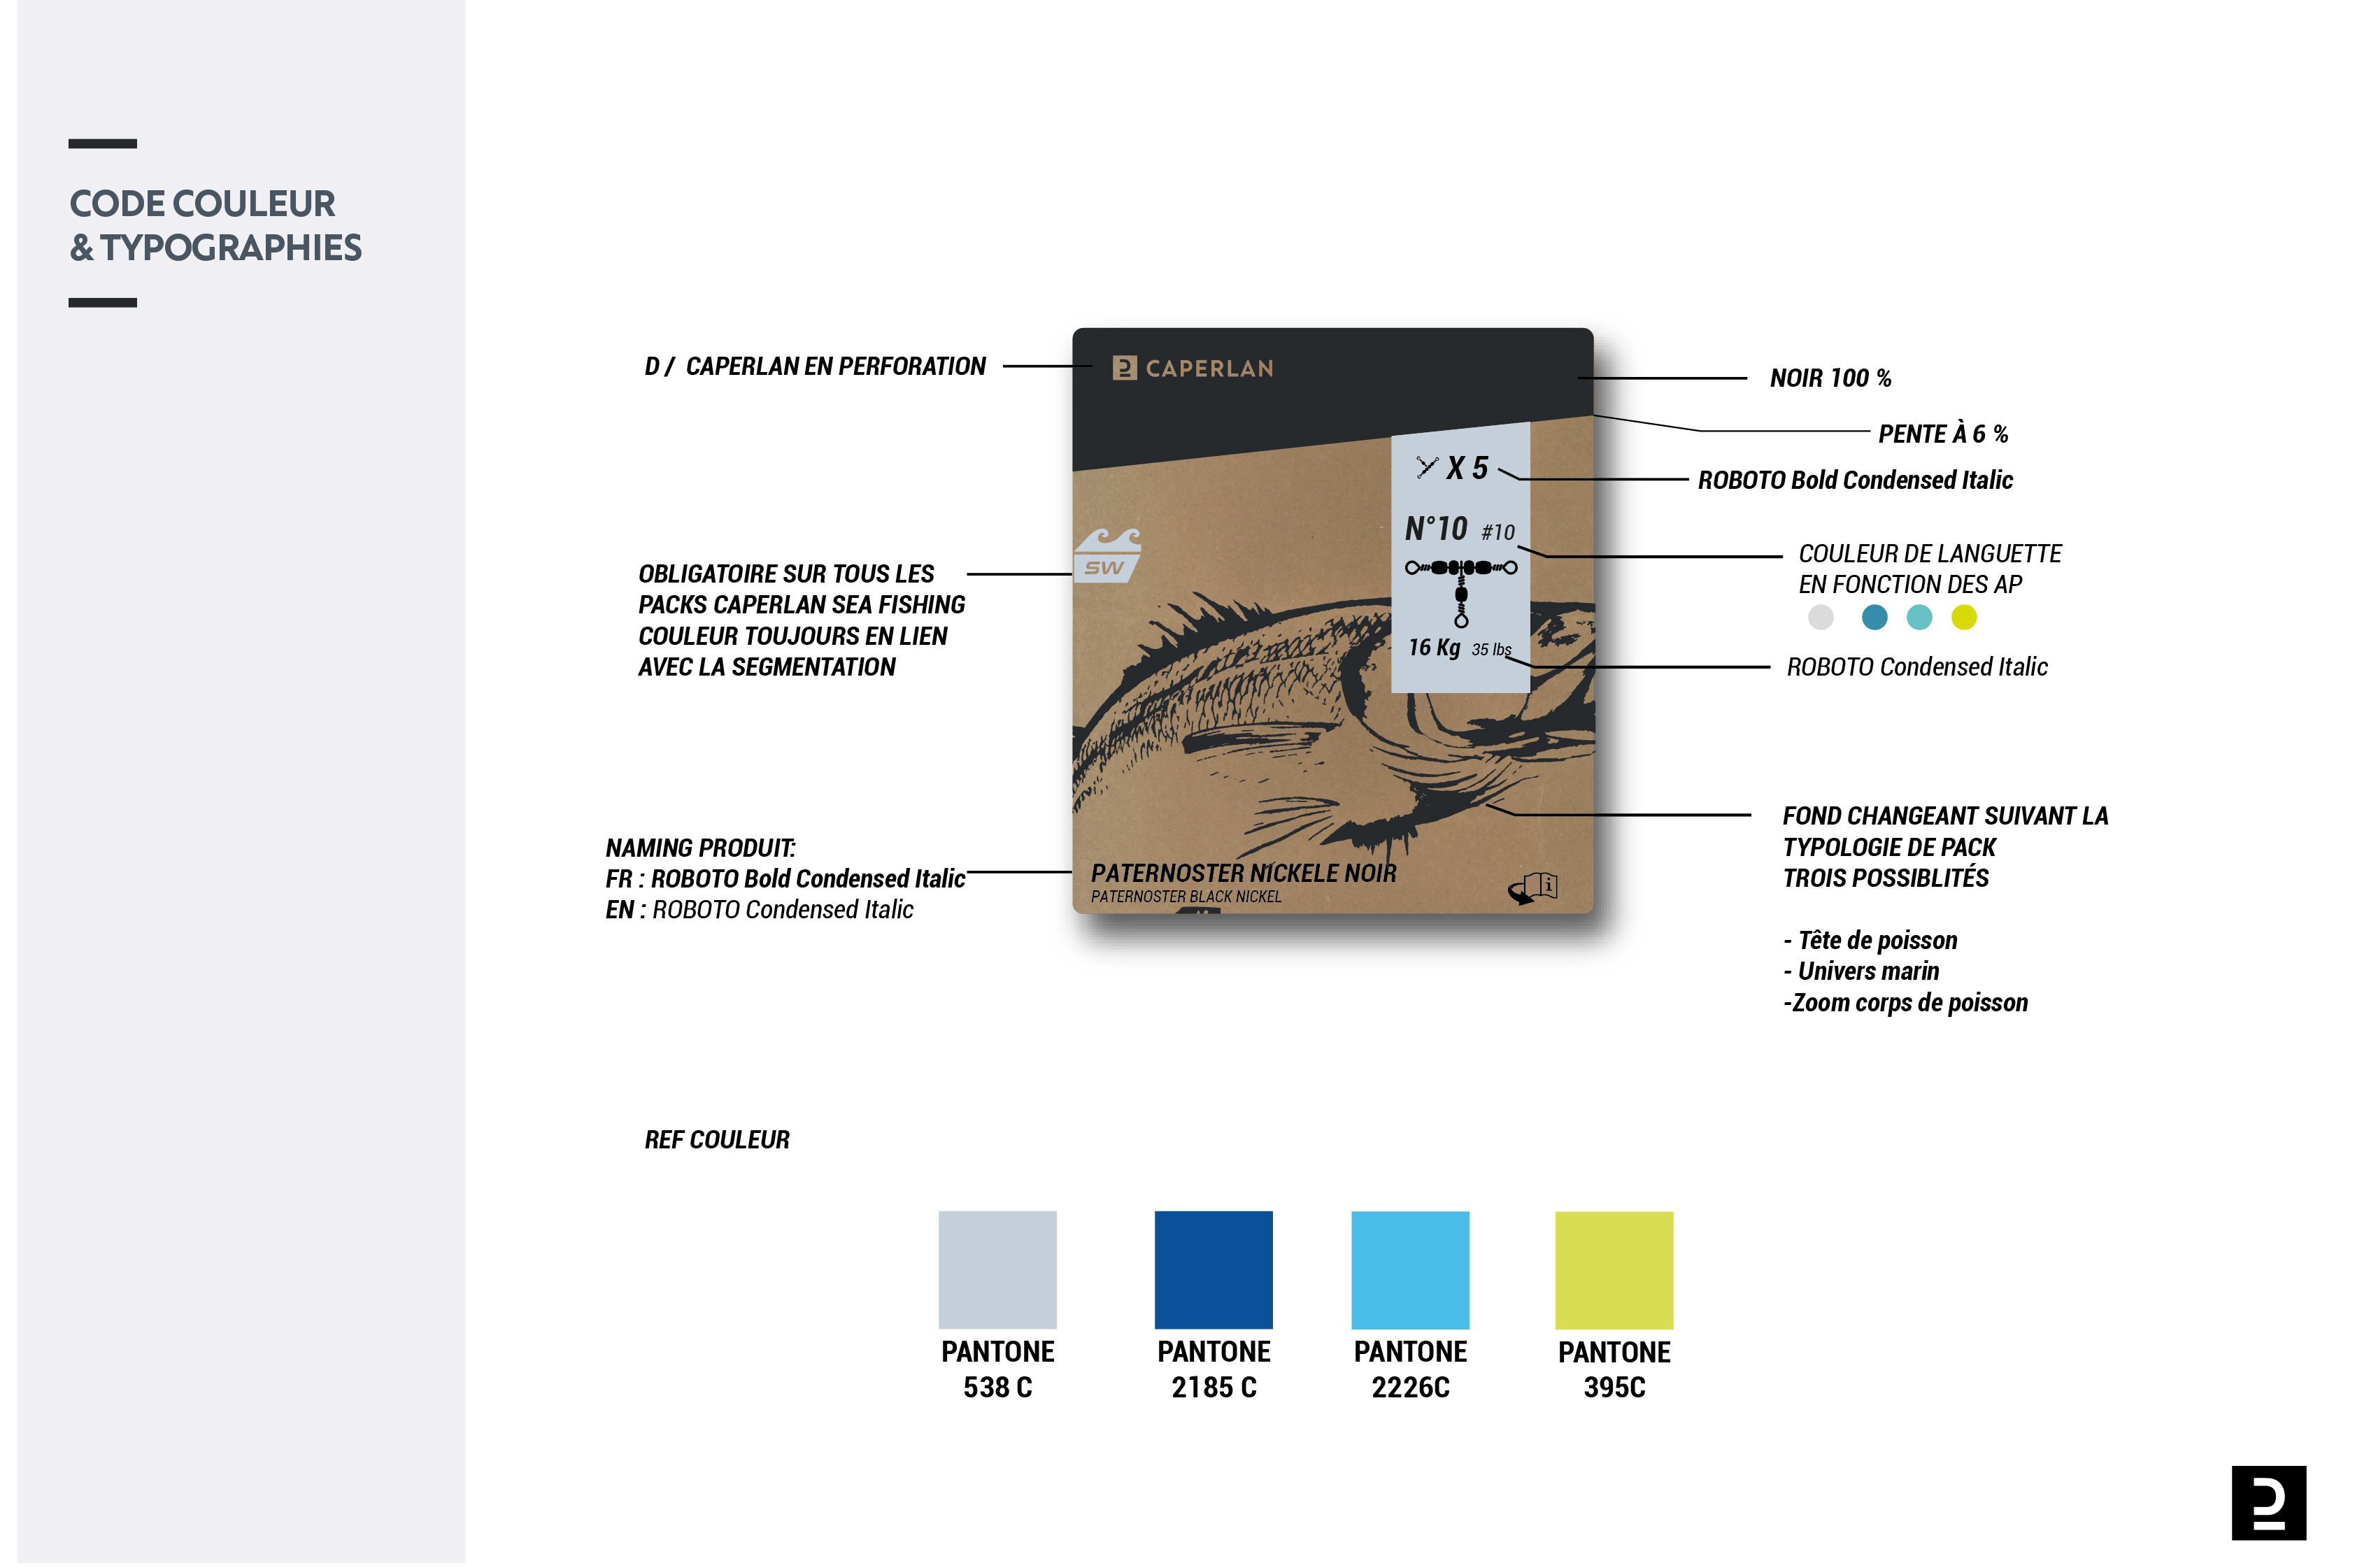 CODE COULEUR
& TYPOGRAPHIES
D / CAPERLAN EN PERFORATION
CAPERLAN
NOIR 100 %
PENTE À 6 %
X 5
ROBOTO Bold Condensed Italic
N°10 #10
COULEUR DE LANGUETTE
EN FONCTION DES AP
SW
OBLIGATOIRE SUR TOUS LES
PACKS CAPERLAN SEA FISHING
COULEUR TOUJOURS EN LIEN
AVEC LA SEGMENTATION
16 Kg 35 lbs
ROBOTO Condensed Italic
FOND CHANGEANT SUIVANT LA
TYPOLOGIE DE PACK
TROIS POSSIBLITÉS
- Tête de poisson
- Univers marin
-Zoom corps de poisson
NAMING PRODUIT:
FR : ROBOTO Bold Condensed Italic
EN : ROBOTO Condensed Italic
PATERNOSTER NICKELE NOIR
PATERNOSTER BLACK NICKEL
i
REF COULEUR
PANTONE
538 C
PANTONE
2185 C
PANTONE
2226C
PANTONE
395C